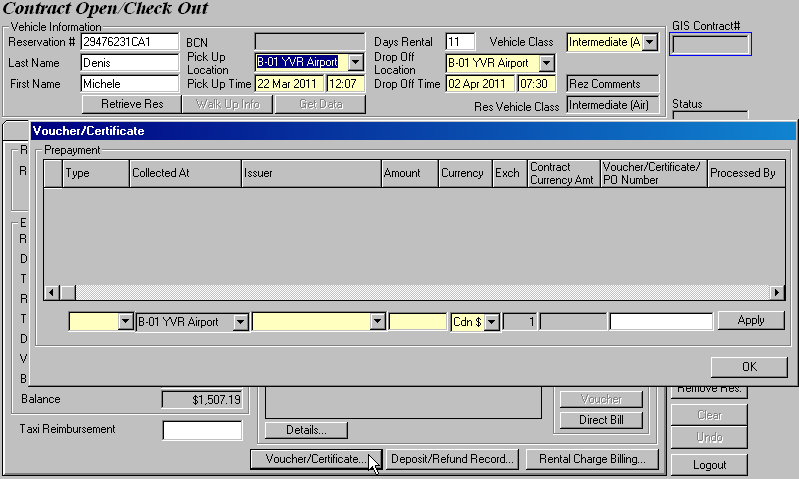 Contract Open/Check Out
Vehicle Information
GIS Contract#
Reservation # 29476231CA1 BCN Days Rental 11 Vehicle Class Intermediate (A
Last Name Denis Pick Up Location B-01 YVR Airport Drop Off Location B-01 YVR Airport
First Name Michele Pick Up Time 22 Mar 2011 12:07 Drop Off Time 02 Apr 2011 07:30 Rez Comments
Retrieve Res Walk Up Info Get Data Res Vehicle Class Intermediate (Air) Status
Voucher/Certificate
R
Prepayment
R
Type Collected At Issuer Amount Currency Exch Contract Currency Amt Voucher/Certificate/ PO Number Processed By
E
R
D
T
R
T B-01 YVR Airport Cdn $ 1 Apply
D
V
OK
B
Remove Res.
Balance $1,507.19 Voucher
Clear
Direct Bill
Taxi Reimbursement Details... Undo
Voucher/Certificate... Deposit/Refund Record... Rental Charge Billing... Logout